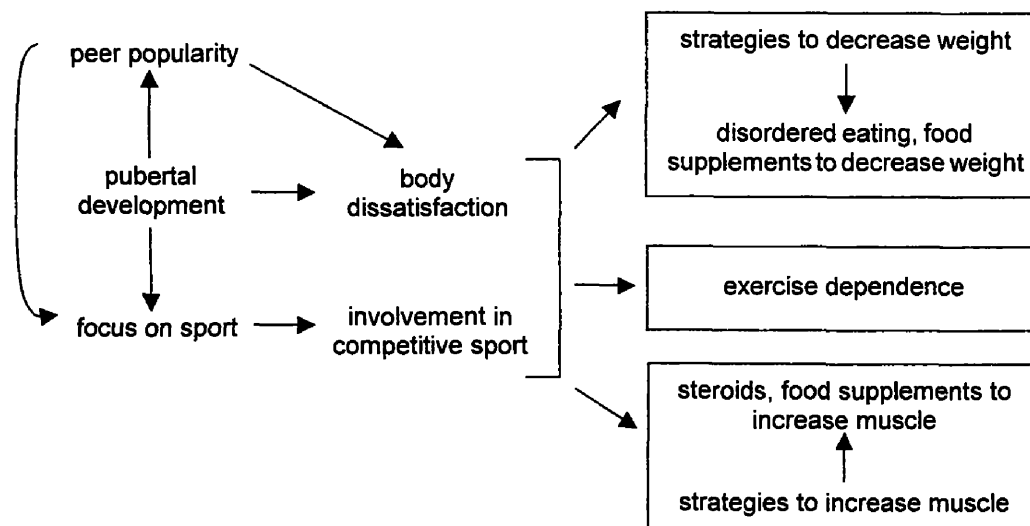 peer popularity
pubertal
development
focus on sport
body
dissatisfaction
involvement in
competitive sport
strategies to decrease weight
disordered eating, food
supplements to decrease weight
exercise dependence
steroids, food supplements to
increase muscle
strategies to increase muscle